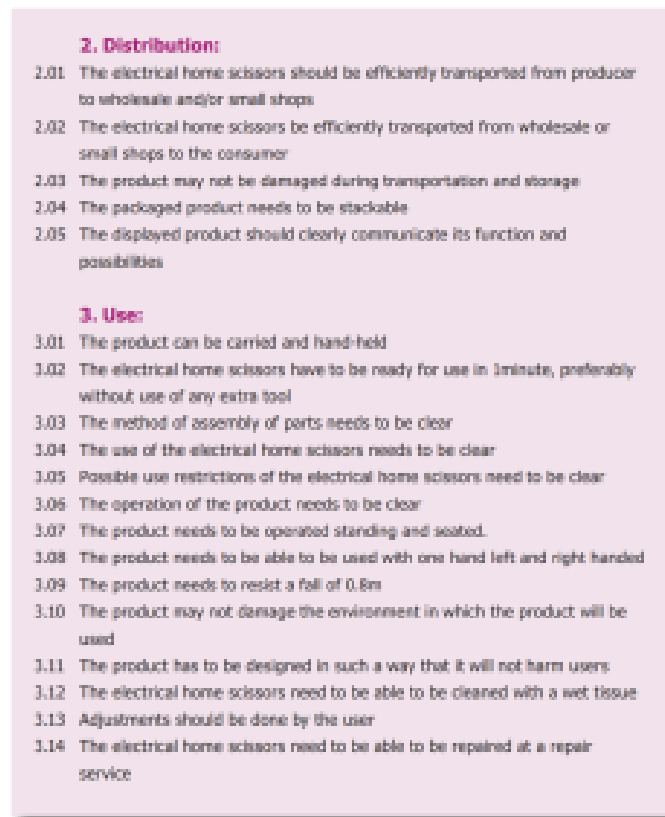 2. Distribution:
2.01 The electrical home scissors should be efficiently transported from producer
to wholesale and/or small shops
2.02 The electrical home scissors be efficiently transported from wholesale or
small shops to the consumer
2.03 The product may not be damaged during transportation and storage
2.04 The packaged product needs to be stackable
2.05 The displayed product should clearly communicate its function and
possibilities
3. Use:
3.01 The product can be carried and hand-held
3.02 The electrical home scissors have to be ready for use in 1minute, preferably
without use of any extra tool
3.03 The method of assembly of parts needs to be clear
3.04 The use of the electrical home scissors needs to be clear
3.05 Possible use restrictions of the electrical home scissors need to be clear
3.06 The operation of the product needs to be clear
3.07 The product needs to be operated standing and seated.
3.08 The product needs to be able to be used with one hand left and right handed
3.09 The product needs to resist a fall of 0.8m
3.10 The product may not damage the environment in which the product will be
used
3.11 The product has to be designed in such a way that it will not harm users
3.12 The electrical home scissors need to be able to be cleaned with a wet tissue
3.13 Adjustments should be done by the user
3.14 The electrical home scissors need to be able to be repaired at a repair
service